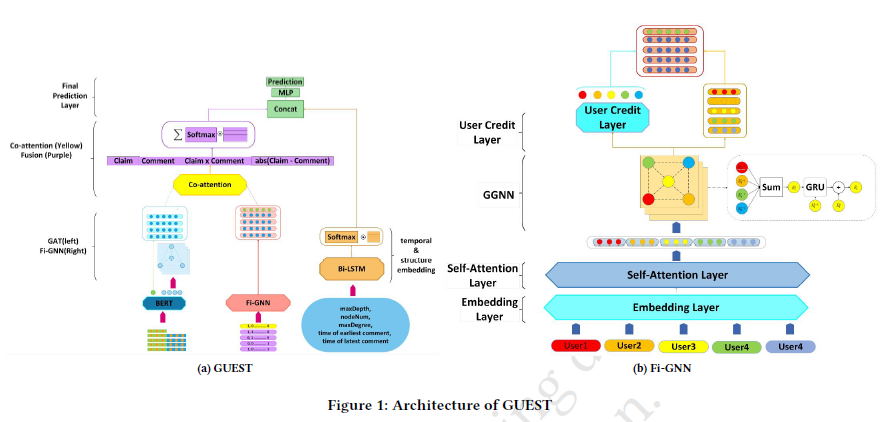 Final
Prediction
Layer
Prediction
MLP
Concat
Co-attention (Yellow)
Fusion (Purple)
Σ Softmax
Claim Comment Claim x Comment abs(Claim - Comment)
Co-attention
GAT(left)
Fi-GNN(Right)
BERT
Fi-GNN
Softmax
Bi-LSTM
temporal
&
structure
embedding
maxDepth,
nodeNum,
maxDegree,
time of earliest comment,
time of latest comment
(a) GUEST
User Credit
Layer
User Credit
Layer
GGNN
Sum
GRU
+
Self-Attention
Layer
Self-Attention Layer
Embedding
Layer
Embedding Layer
User1 User2 User3 User4 User4
(b) Fi-GNN
Figure 1: Architecture of GUEST